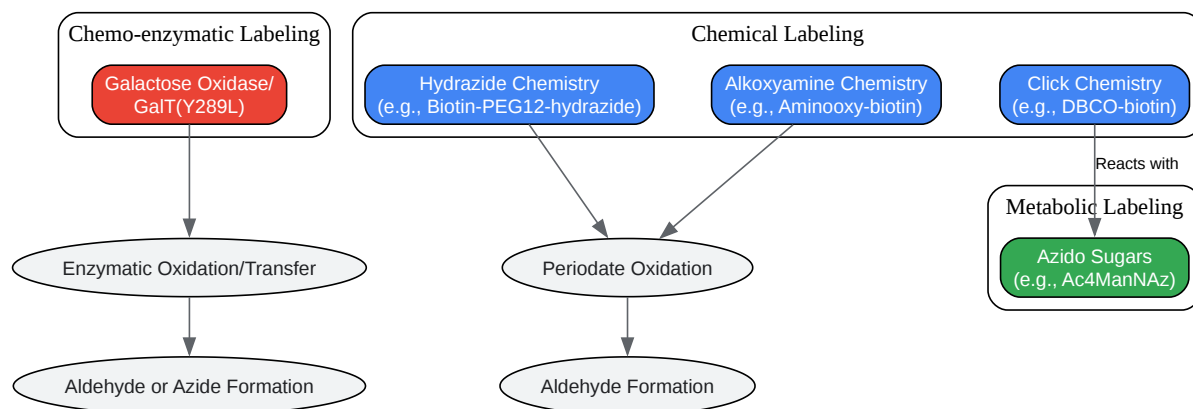 Chemo-enzymatic Labeling
Galactose Oxidase/
GalT(Y289L)
Chemical Labeling
Hydrazide Chemistry
(e.g., Biotin-PEG12-hydrazide)
Alkoxyamine Chemistry
(e.g., Aminooxy-biotin)
Click Chemistry
(e.g., DBCO-biotin)
Reacts with
Metabolic Labeling
Azido Sugars
(e.g., Ac4ManNAz)
Enzymatic Oxidation/Transfer
Periodate Oxidation
Aldehyde or Azide Formation
Aldehyde Formation